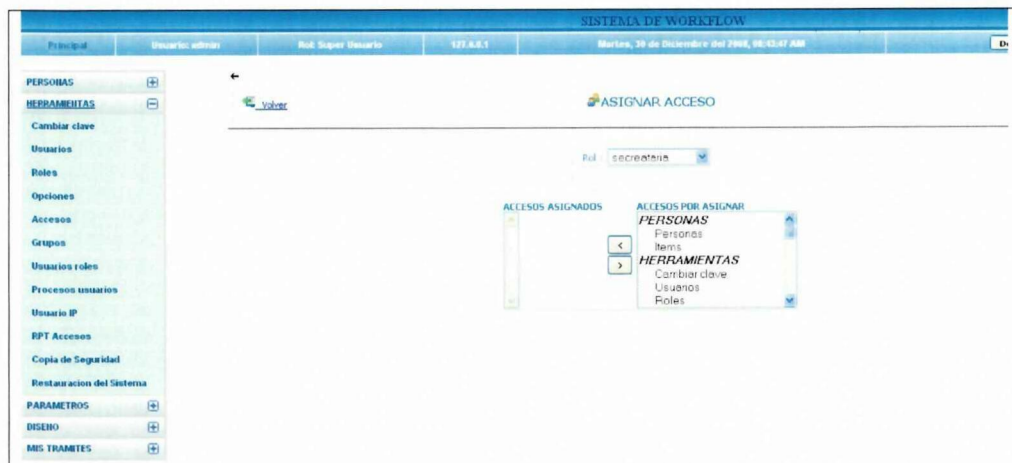 SISTEMA DE WORKFLOW
Principal Usuario: admin Rol: Super Usuario 127.0.0.1 Martes, 30 de Diciembre del 2008, 08:43:47 AM
PERSONAS
HERRAMIENTAS
Cambiar clave
Usuarios
Roles
Opciones
Accesos
Grupos
Usuarios roles
Procesos usuarios
Usuario IP
RPT Accesos
Copia de Seguridad
Restauracion del Sistema
PARAMETROS
DISENO
MIS TRAMITES
Volver
ASIGNAR ACCESO
Rol : secreataria
ACCESOS ASIGNADOS ACCESOS POR ASIGNAR
PERSONAS
Personas
Items
< HERRAMIENTAS
> Cambiar clave
Usuarios
Roles